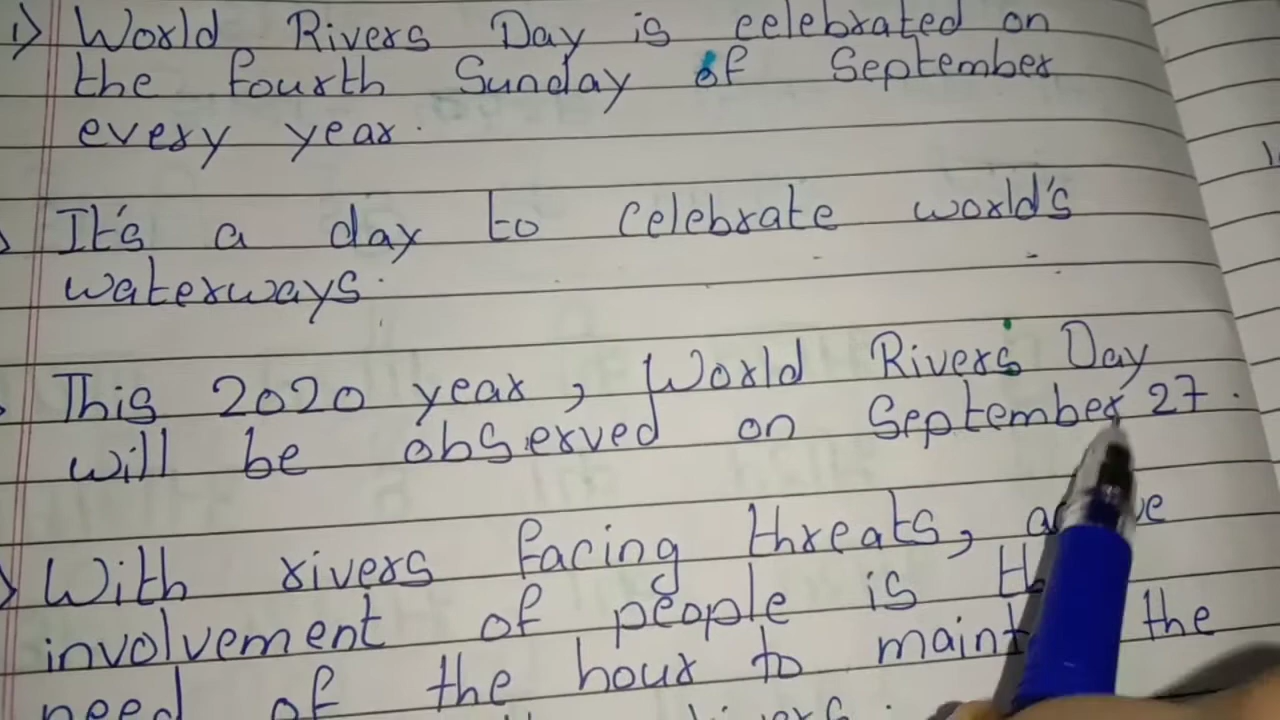 1) World Rivers Day is celebrated on
the fourth Sunday of September
every year.
It's a day to celebrate world's
waterways.
This 2020 year, World Rivers Day
will be observed on September 27.
With rivers facing threats,
involvement of people is
need of the hour to the